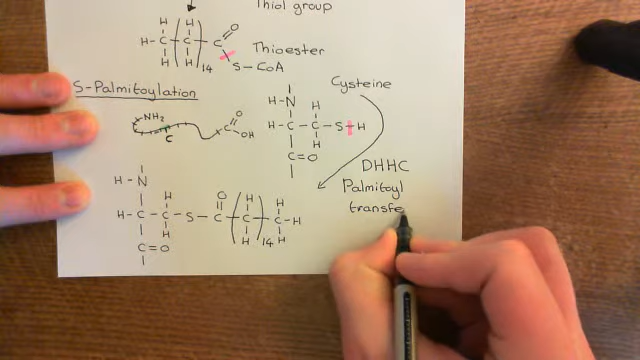 Thiol group
H O
H-C-( C )-C
H H 14 S-CoA
Thioester
S-Palmitoylation
Cysteine
NH2
C
O
C
OH
H-N H
H-C-C-S-H
H
C=O
DHHC
Palmitoyl
transfe
H-N
H O H H
H-C-C-S-C-( C )-C-H
H H 14 H
C=O